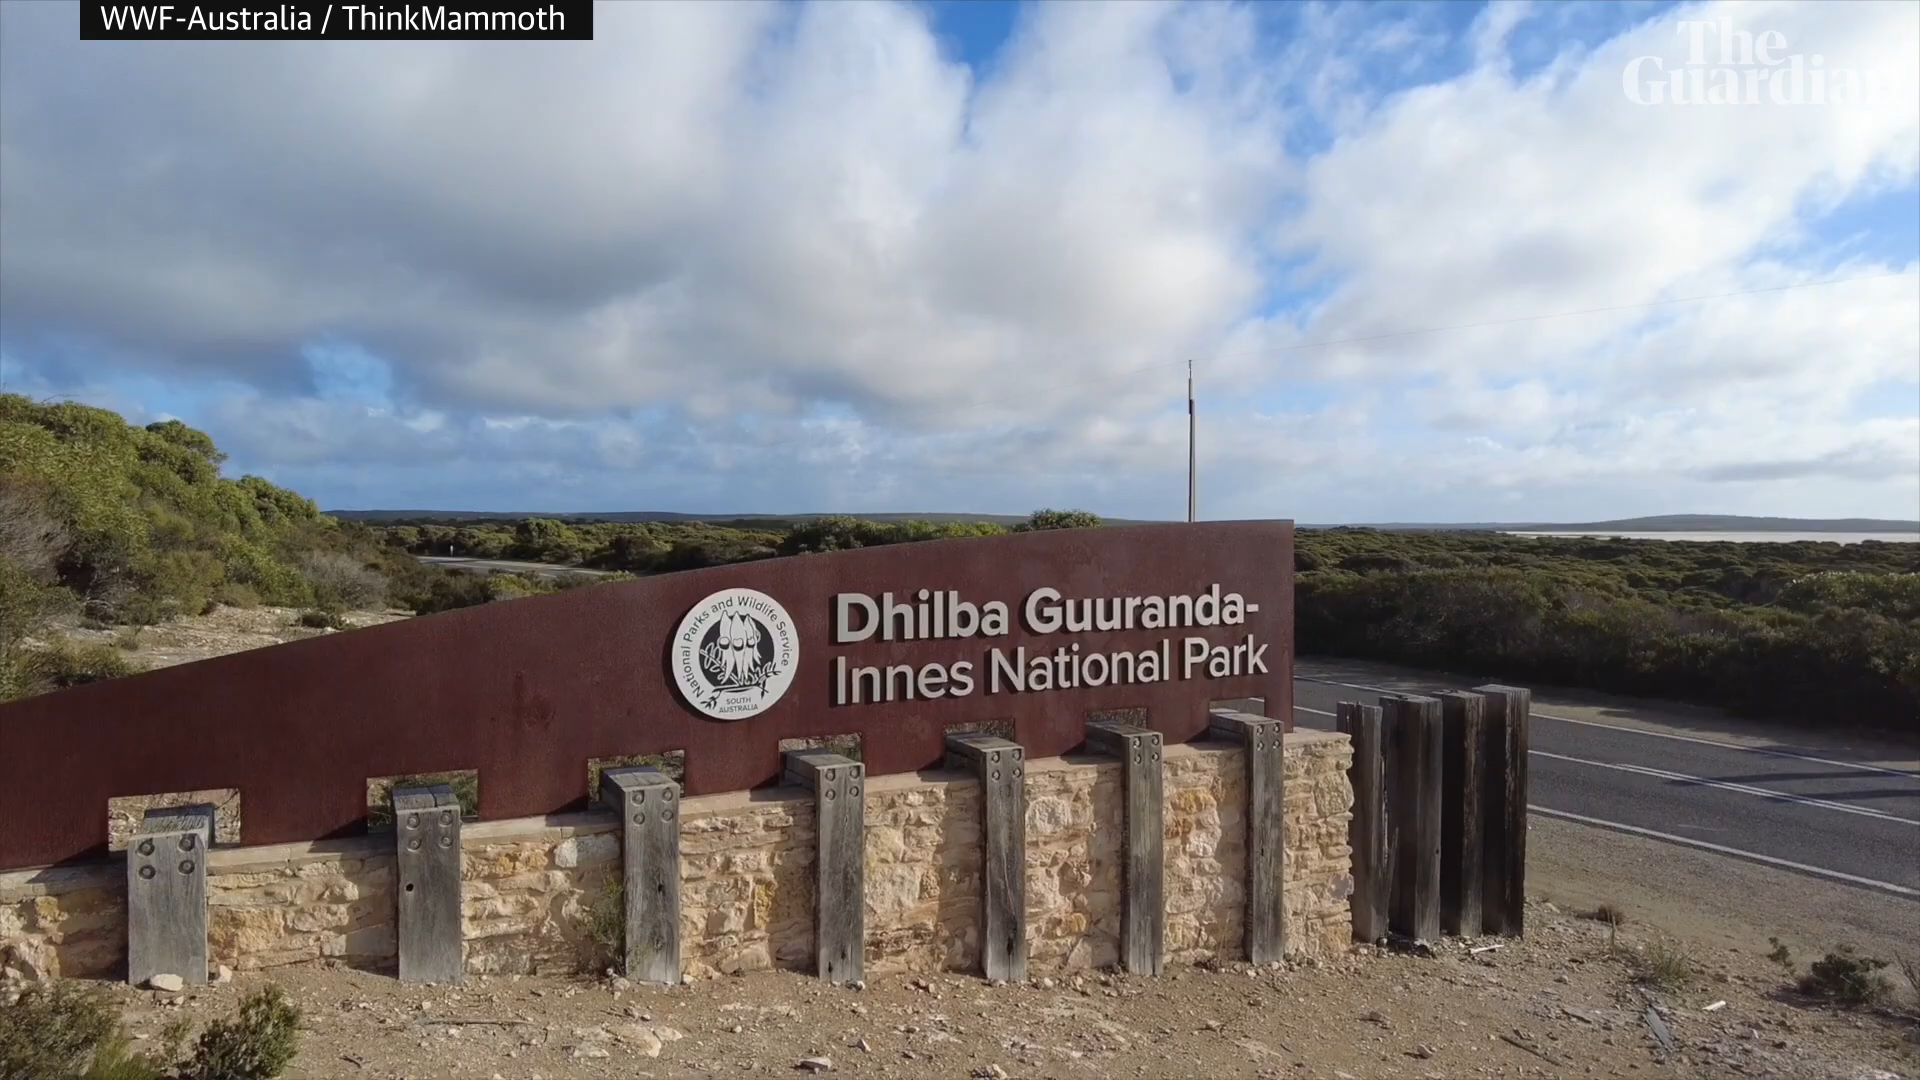 WWF-Australia / ThinkMammoth
The
Guardian
National Parks and Wildlife Service
SOUTH
AUSTRALIA
Dhilba Guuranda-
Innes National Park